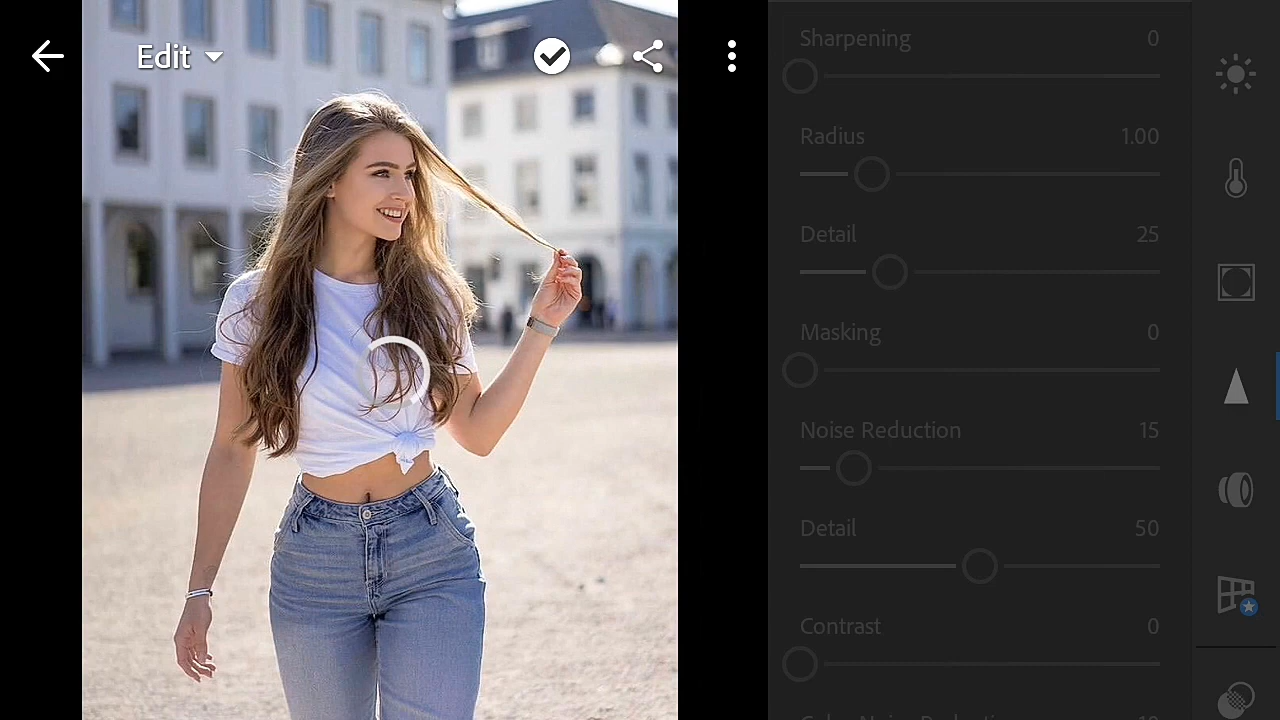 Edit
Sharpening 0
Radius 1.00
Detail 25
Masking 0
Noise Reduction 15
Detail 50
Contrast 0